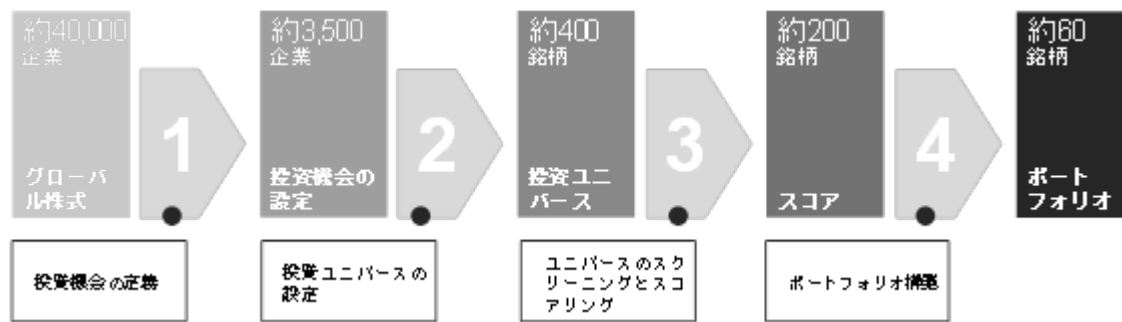 約40,000
企業
グローバ
ル株式
1
約3,500
企業
投資機会の
設定
2
約400
銘柄
投資ユニ
バース
3
約200
銘柄
スコア
4
約60
銘柄
ポート
フォリオ
投資機会の定義
投資ユニバースの
設定
ユニバースのスク
リーニングとスコ
アリング
ポートフォリオ構築